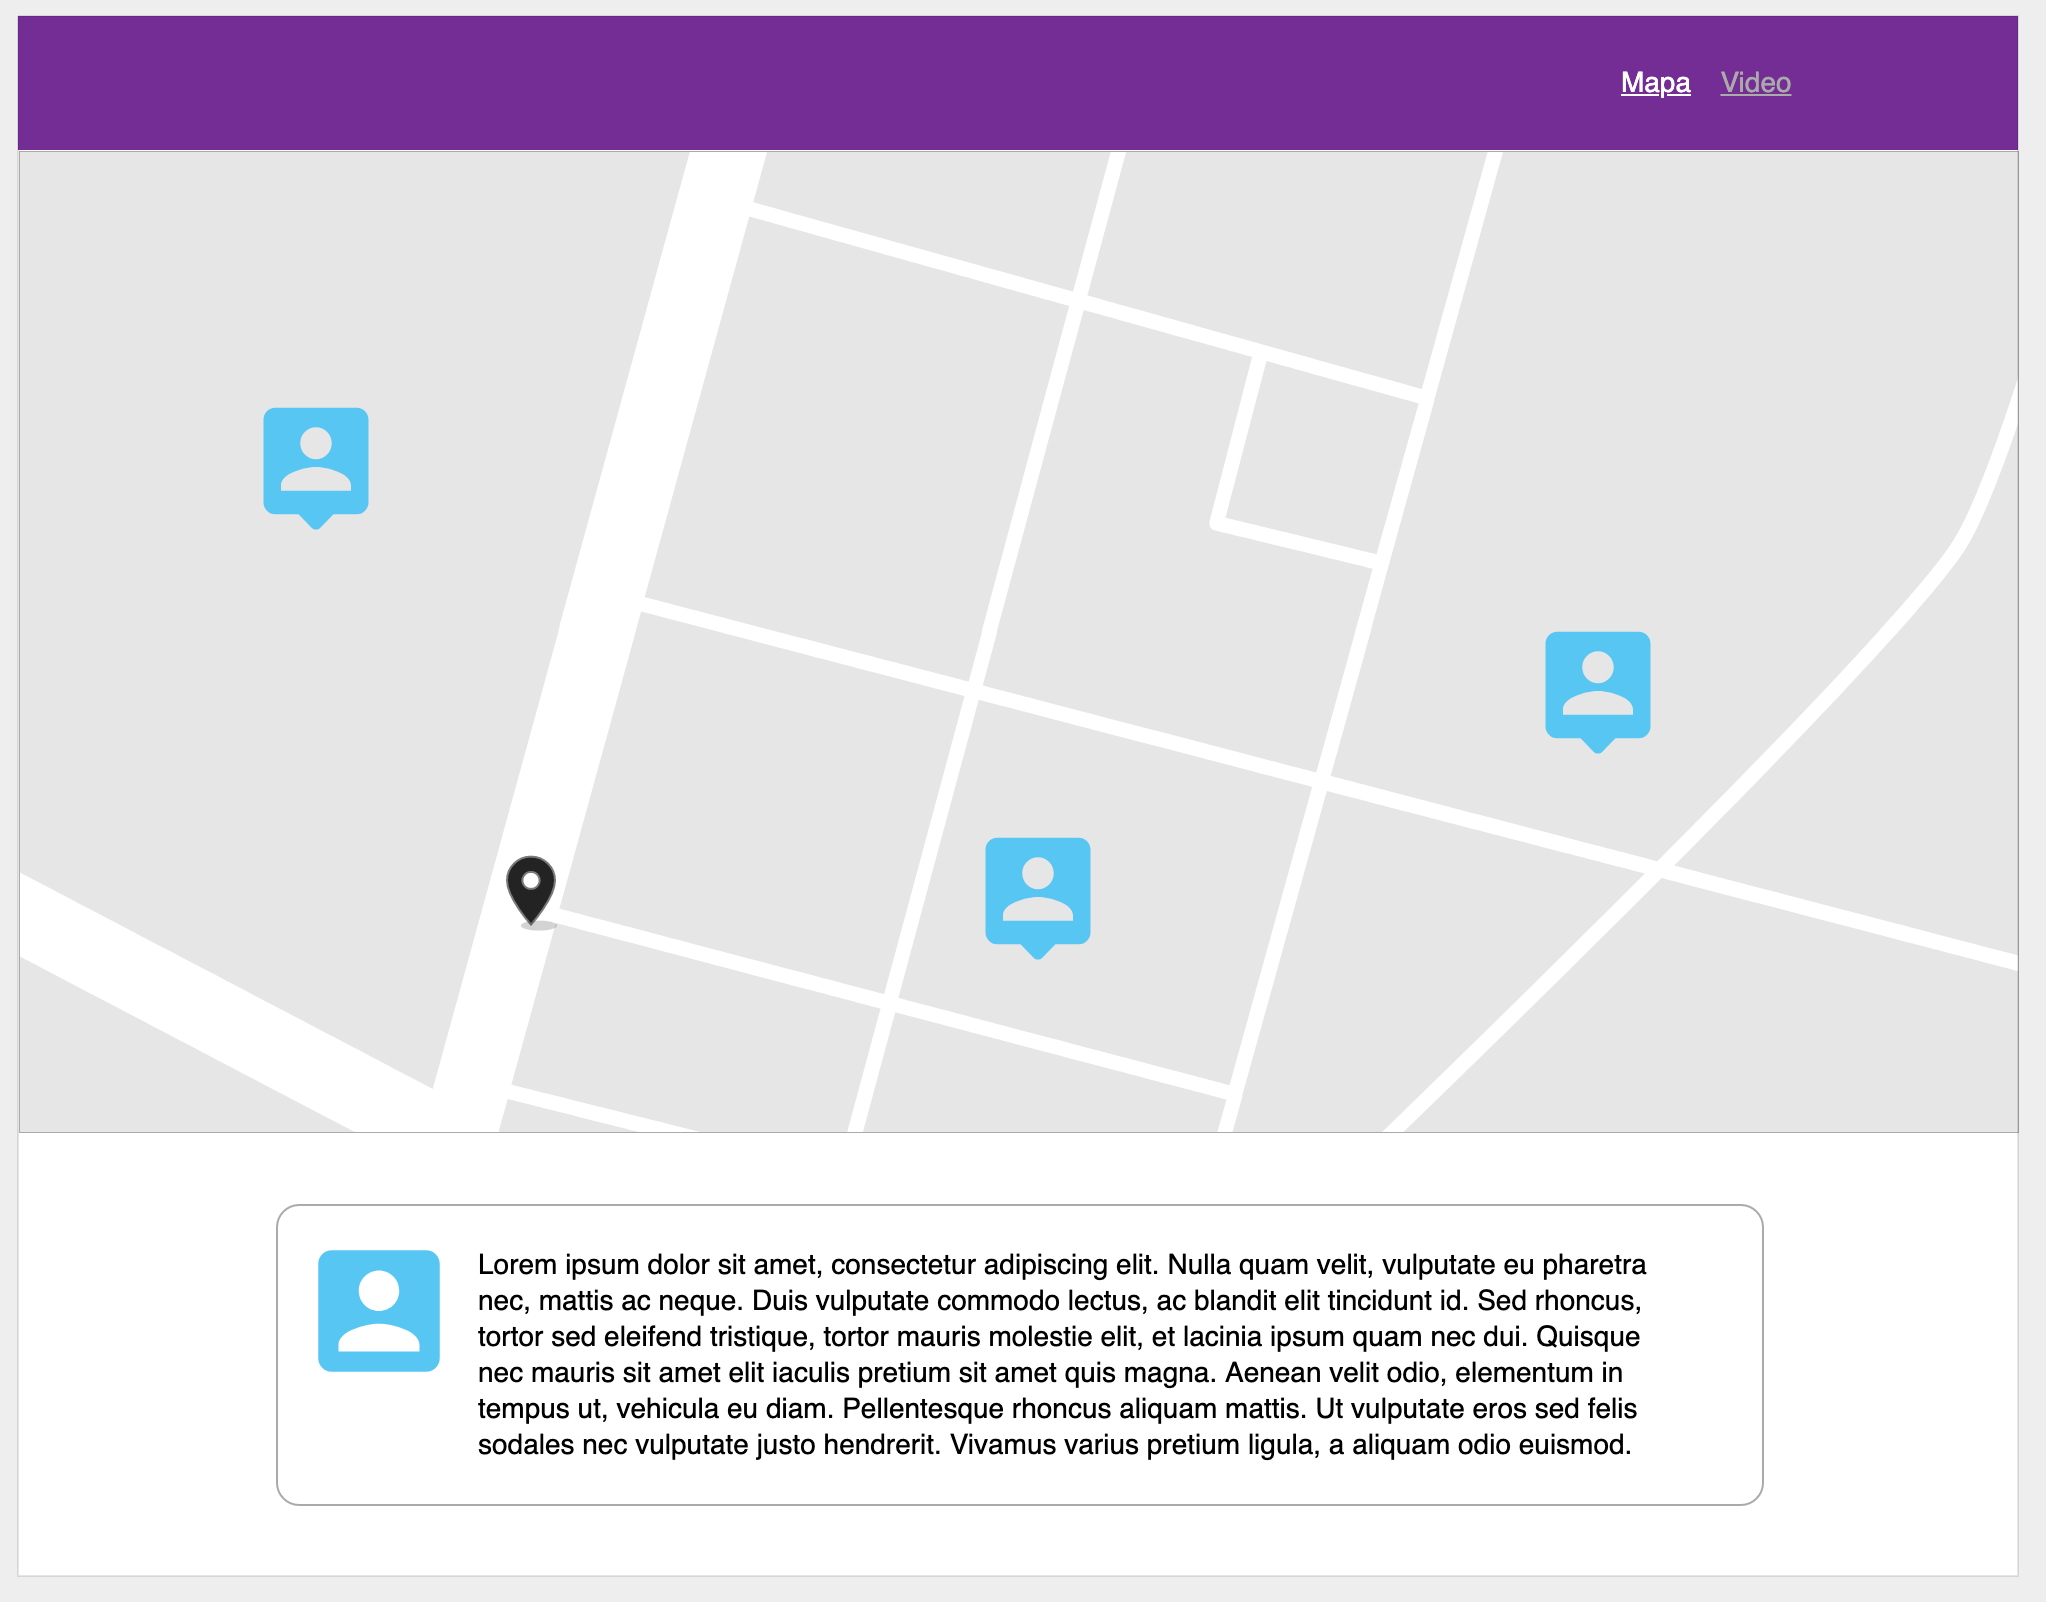 Mapa Video
Lorem ipsum dolor sit amet, consectetur adipiscing elit. Nulla quam velit, vulputate eu pharetra
nec, mattis ac neque. Duis vulputate commodo lectus, ac blandit elit tincidunt id. Sed rhoncus,
tortor sed eleifend tristique, tortor mauris molestie elit, et lacinia ipsum quam nec dui. Quisque
nec mauris sit amet elit iaculis pretium sit amet quis magna. Aenean velit odio, elementum in
tempus ut, vehicula eu diam. Pellentesque rhoncus aliquam mattis. Ut vulputate eros sed felis
sodales nec vulputate justo hendrerit. Vivamus varius pretium ligula, a aliquam odio euismod.